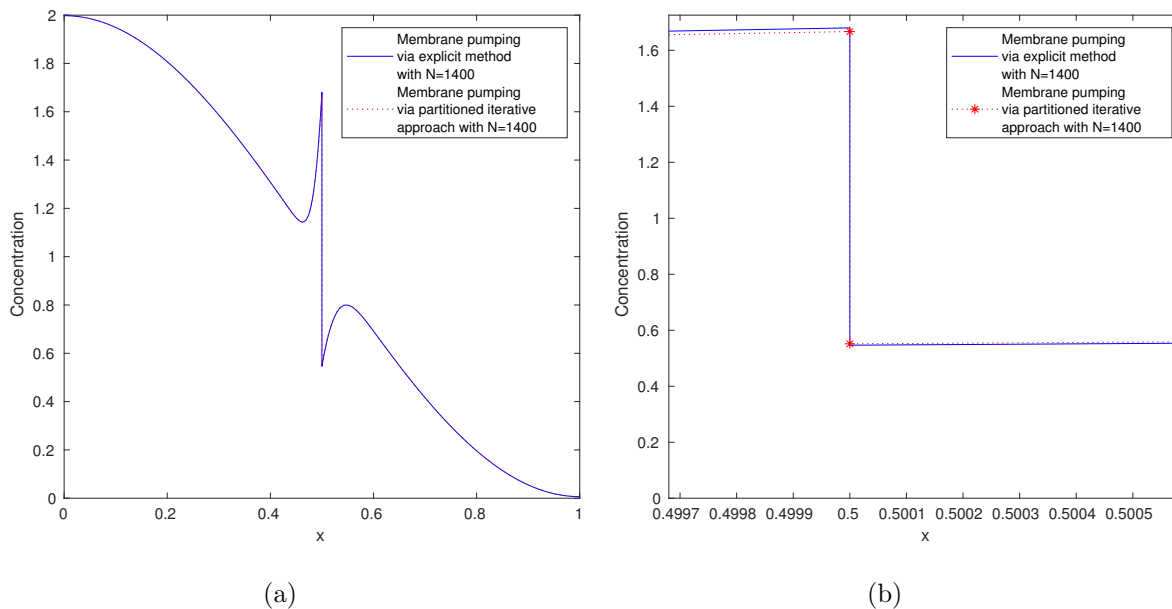 2
1.8
1.6
1.4
1.2
1
0.8
0.6
0.4
0.2
0
Concentration
0
0.2
0.4
0.6
0.8
1
x
Membrane pumping
via explicit method
with N=1400
Membrane pumping
via partitioned iterative
approach with N=1400
(a)
1.6
1.4
1.2
1
0.8
0.6
0.4
0.2
0
Concentration
0.4997 0.4998 0.4999 0.5 0.5001 0.5002 0.5003 0.5004 0.5005
x
Membrane pumping
via explicit method
with N=1400
Membrane pumping
via partitioned iterative
approach with N=1400
(b)